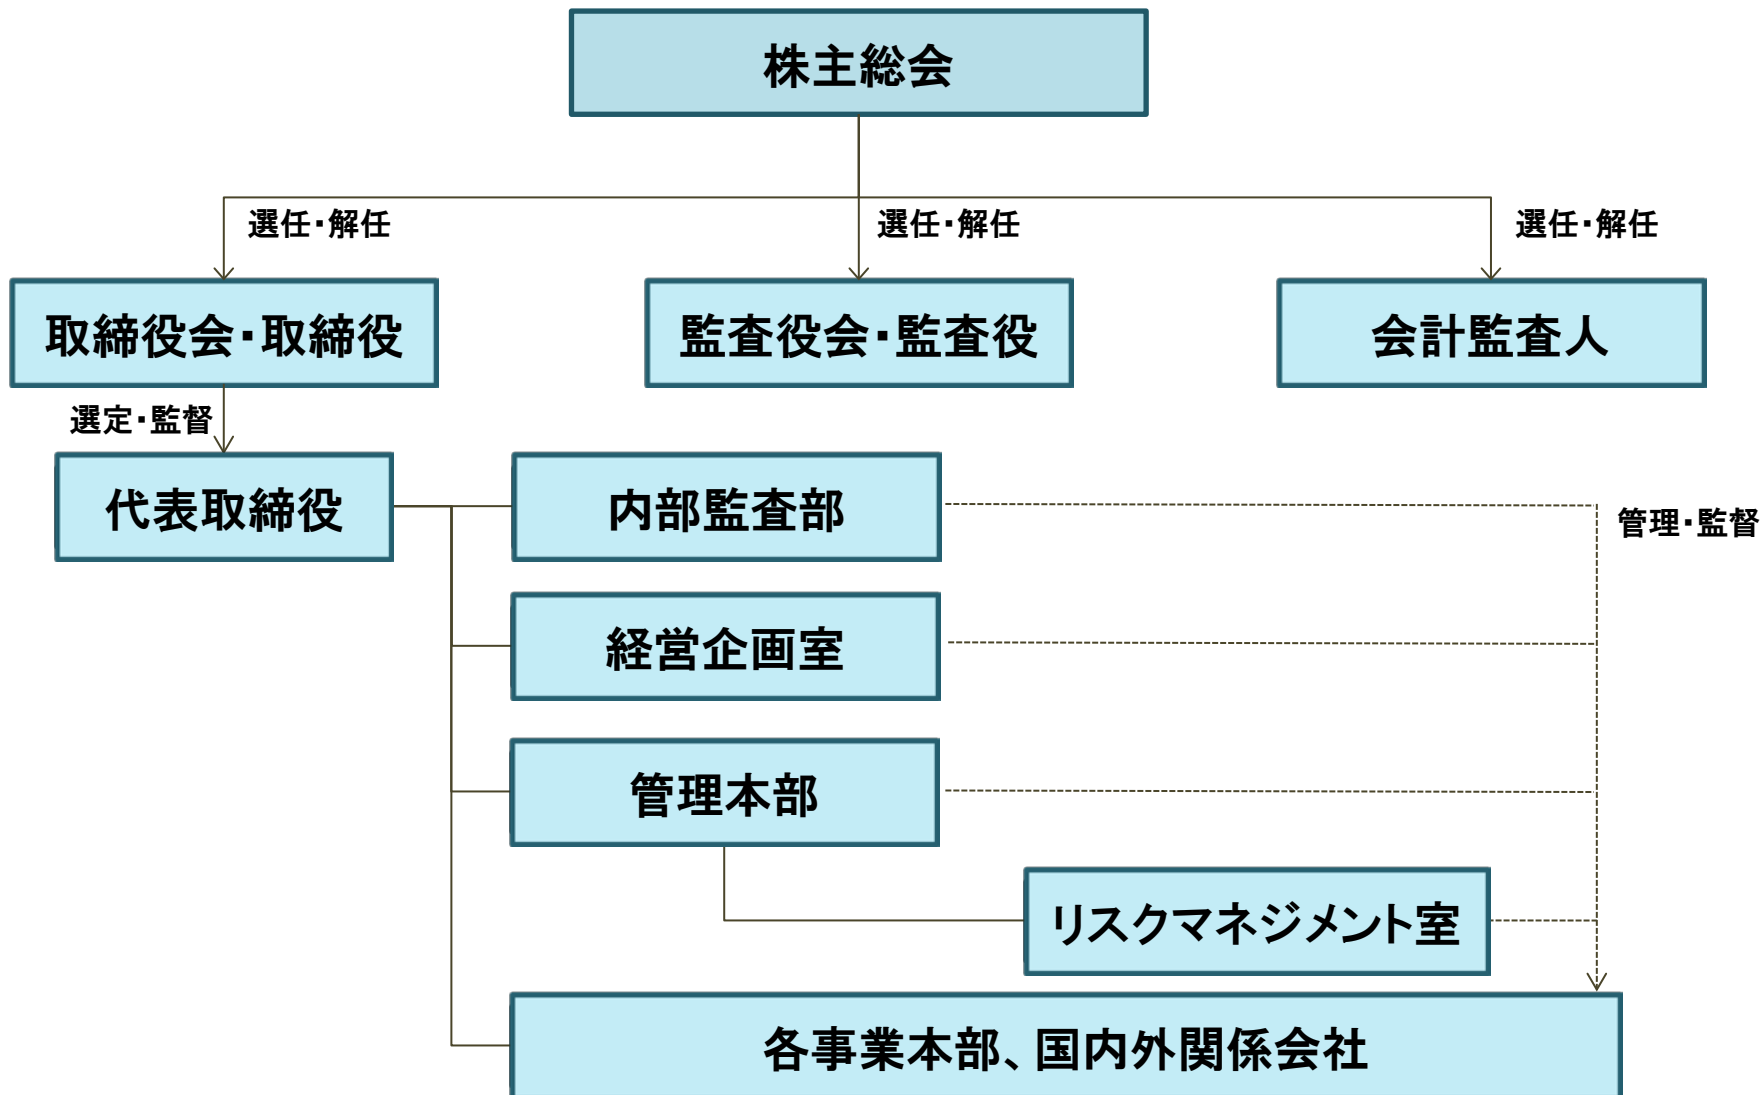 株主総会
選任・解任
選任・解任
選任・解任
取締役会・取締役
監査役会・監査役
会計監査人
選定・監督
代表取締役
内部監査部
管理・監督
経営企画室
管理本部
リスクマネジメント室
各事業本部、国内外関係会社